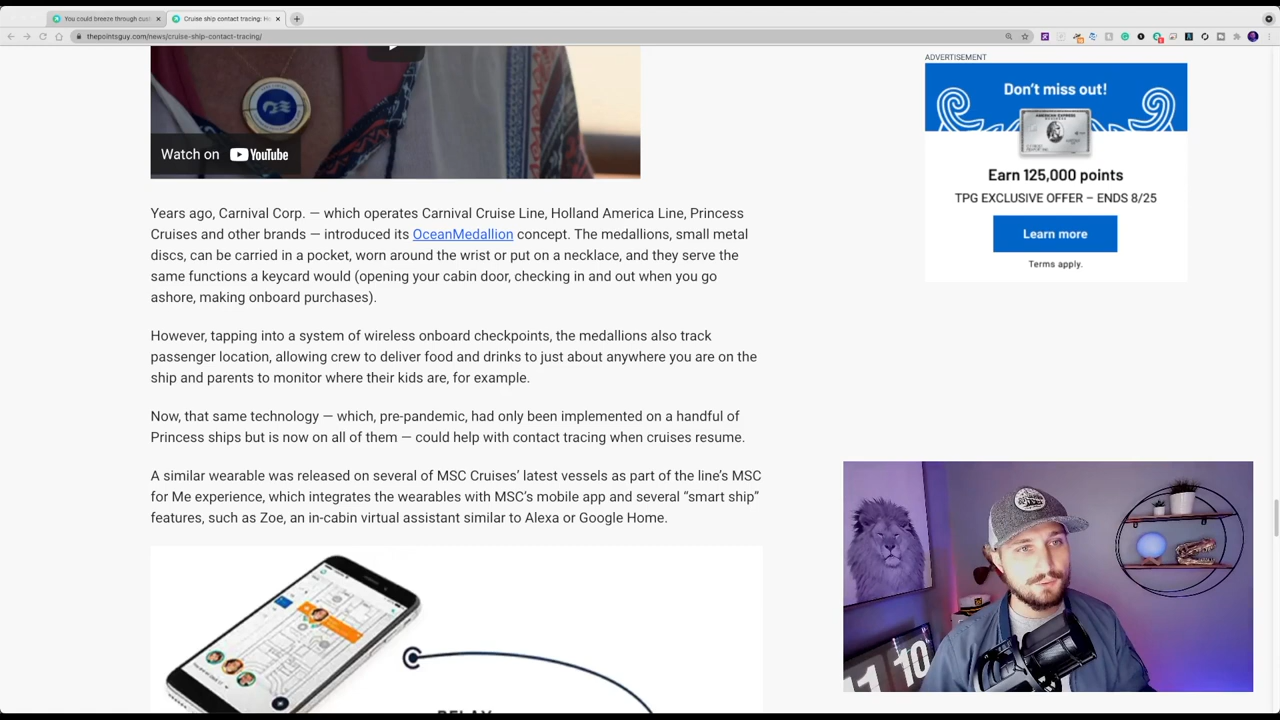 You could breeze through cust
Cruise ship contact tracing: H
thepointsguy.com/news/cruise-ship-contact-tracing/
ADVERTISEMENT
Don't miss out!
AMERICAN EXPRESS
Earn 125,000 points
TPG EXCLUSIVE OFFER – ENDS 8/25
Learn more
Terms apply.
Watch on YouTube
Years ago, Carnival Corp. — which operates Carnival Cruise Line, Holland America Line, Princess
Cruises and other brands — introduced its OceanMedallion concept. The medallions, small metal
discs, can be carried in a pocket, worn around the wrist or put on a necklace, and they serve the
same functions a keycard would (opening your cabin door, checking in and out when you go
ashore, making onboard purchases).
However, tapping into a system of wireless onboard checkpoints, the medallions also track
passenger location, allowing crew to deliver food and drinks to just about anywhere you are on the
ship and parents to monitor where their kids are, for example.
Now, that same technology — which, pre-pandemic, had only been implemented on a handful of
Princess ships but is now on all of them — could help with contact tracing when cruises resume.
A similar wearable was released on several of MSC Cruises’ latest vessels as part of the line’s MSC
for Me experience, which integrates the wearables with MSC’s mobile app and several “smart ship”
features, such as Zoe, an in-cabin virtual assistant similar to Alexa or Google Home.
RELAX
11 10